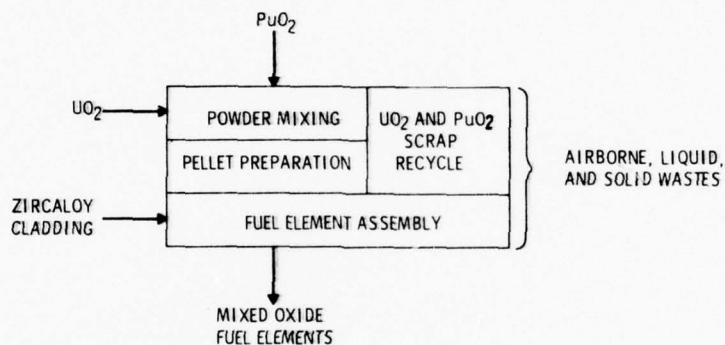 PuO2
UO2
POWDER MIXING
UO2 AND PuO2
SCRAP
RECYCLE
PELLET PREPARATION
AIRBORNE, LIQUID,
AND SOLID WASTES
ZIRCALOY
CLADDING
FUEL ELEMENT ASSEMBLY
MIXED OXIDE
FUEL ELEMENTS